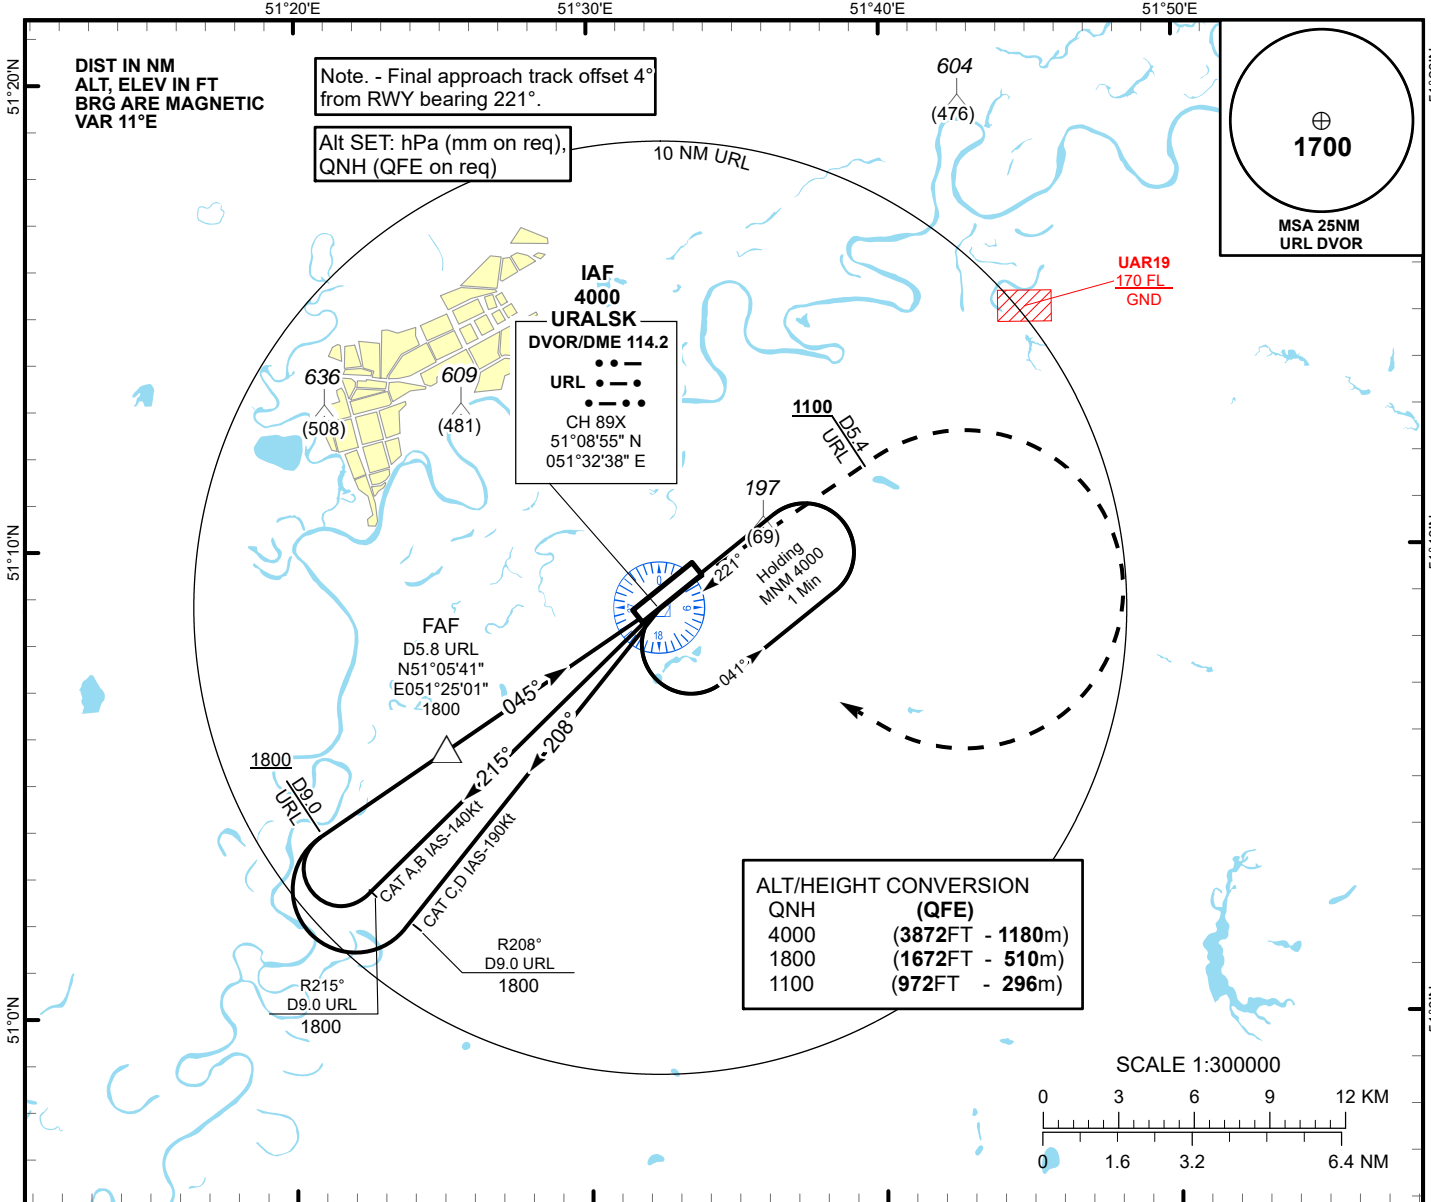 51°20'E
51°30'E
51°40'E
51°50'E
51°20'N
51°10'N
51°0'N
DIST IN NM
ALT, ELEV IN FT
BRG ARE MAGNETIC
VAR 11°E
Note. - Final approach track offset 4°
from RWY bearing 221°.
Alt SET: hPa (mm on req),
QNH (QFE on req)
10 NM URL
604
(476)
1700
MSA 25NM
URL DVOR
UAR19
170 FL
GND
IAF
4000
URALSK
DVOR/DME 114.2
URL
CH 89X
51°08'55" N
051°32'38" E
636
(508)
609
(481)
1100
D5.4
URL
197
(69)
221°
Holding
MNM 4000
1 Min
041°
0
9
18
27
FAF
D5.8 URL
N51°05'41"
E051°25'01"
1800
045°
215°
208°
1800
D9.0
URL
CAT A,B IAS-140Kt
CAT C,D IAS-190Kt
R208°
D9.0 URL
1800
R215°
D9.0 URL
1800
ALT/HEIGHT CONVERSION
QNH (QFE)
4000 (3872FT - 1180m)
1800 (1672FT - 510m)
1100 (972FT - 296m)
SCALE 1:300000
0 3 6 9 12 KM
0 1.6 3.2 6.4 NM